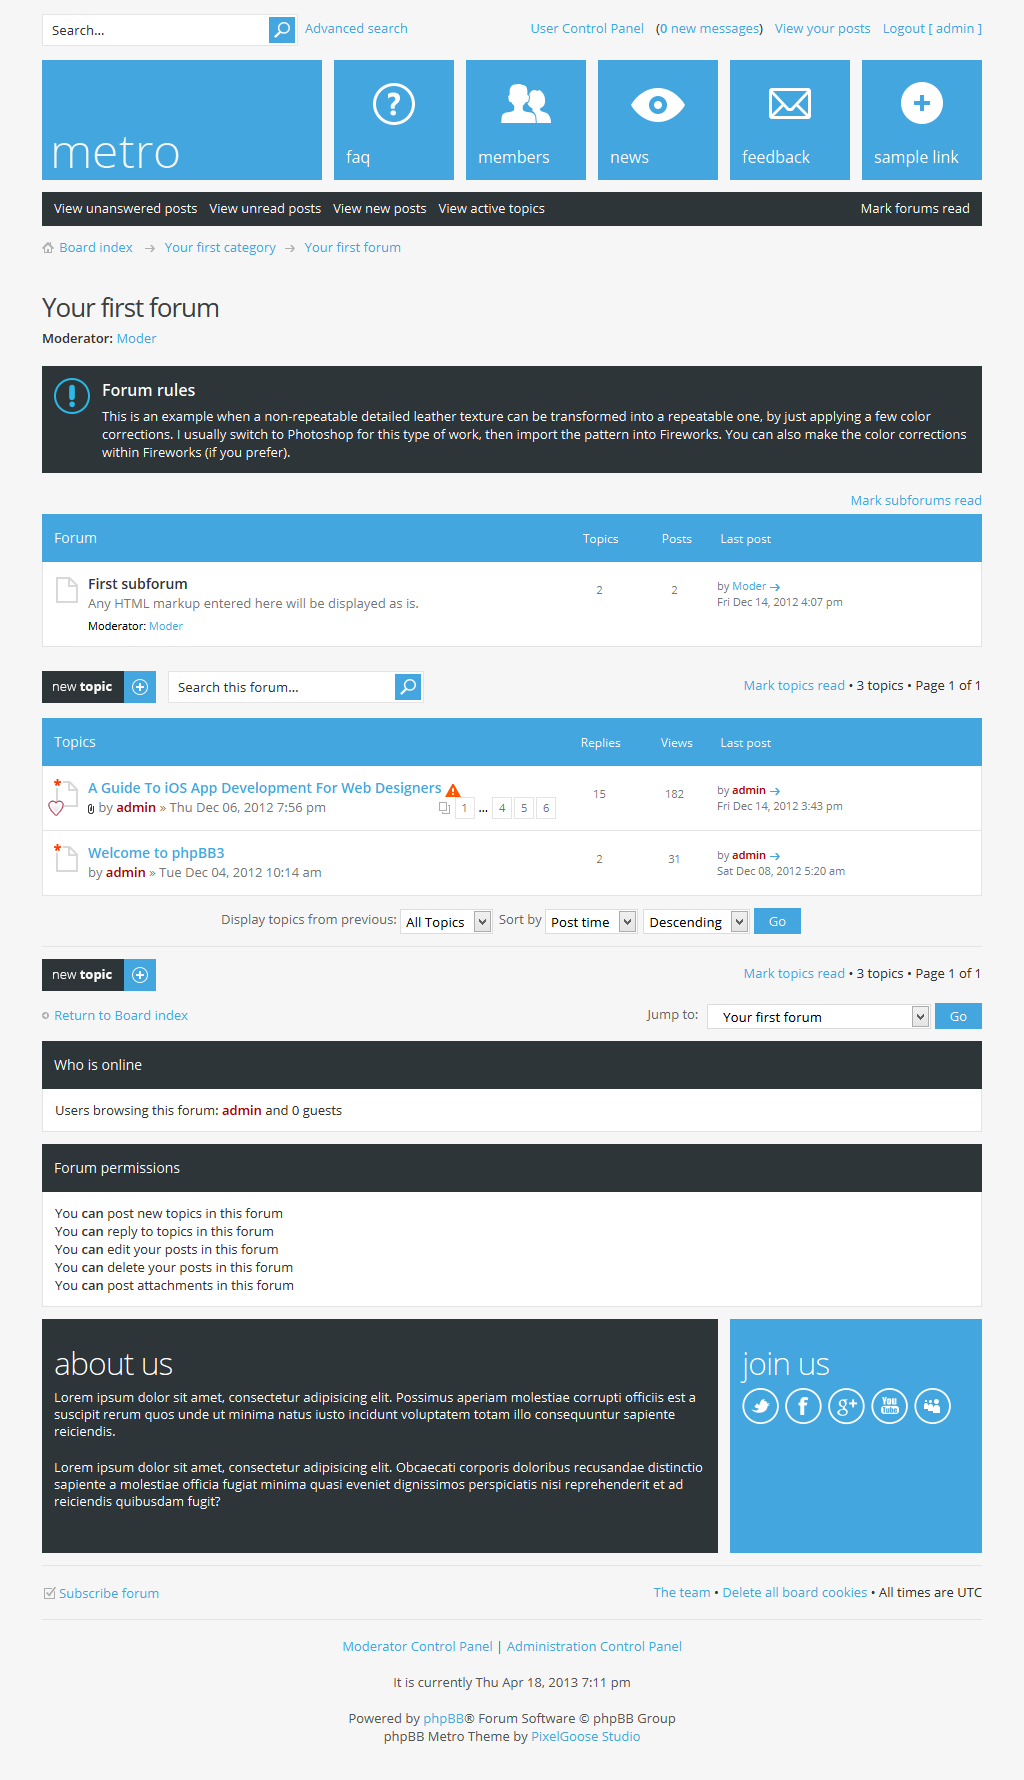 Search... Advanced search User Control Panel (0 new messages) View your posts Logout [ admin ]
metro
faq
members
news
feedback
sample link
View unanswered posts View unread posts View new posts View active topics Mark forums read
Board index → Your first category → Your first forum
Your first forum
Moderator: Moder
Forum rules
This is an example when a non-repeatable detailed leather texture can be transformed into a repeatable one, by just applying a few color
corrections. I usually switch to Photoshop for this type of work, then import the pattern into Fireworks. You can also make the color corrections
within Fireworks (if you prefer).
Mark subforums read
Forum Topics Posts Last post
First subforum 2 2 by Moder →
Any HTML markup entered here will be displayed as is. Fri Dec 14, 2012 4:07 pm
Moderator: Moder
new topic Search this forum... Mark topics read • 3 topics • Page 1 of 1
Topics Replies Views Last post
A Guide To iOS App Development For Web Designers 15 182 by admin →
by admin » Thu Dec 06, 2012 7:56 pm 1 ... 4 5 6 Fri Dec 14, 2012 3:43 pm
Welcome to phpBB3 2 31 by admin →
by admin » Tue Dec 04, 2012 10:14 am Sat Dec 08, 2012 5:20 am
Display topics from previous: All Topics Sort by Post time Descending Go
new topic Mark topics read • 3 topics • Page 1 of 1
Return to Board index Jump to: Your first forum Go
Who is online
Users browsing this forum: admin and 0 guests
Forum permissions
You can post new topics in this forum
You can reply to topics in this forum
You can edit your posts in this forum
You can delete your posts in this forum
You can post attachments in this forum
about us
Lorem ipsum dolor sit amet, consectetur adipisicing elit. Possimus aperiam molestiae corrupti officiis est a
suscipit rerum quos unde ut minima natus iusto incidunt voluptatem totam illo consequuntur sapiente
reiciendis.
Lorem ipsum dolor sit amet, consectetur adipisicing elit. Obcaecati corporis doloribus recusandae distinctio
sapiente a molestiae officia fugiat minima quasi eveniet dignissimos perspiciatis nisi reprehenderit et ad
reiciendis quibusdam fugit?
join us
f g+ You Tube
Subscribe forum The team • Delete all board cookies • All times are UTC
Moderator Control Panel | Administration Control Panel
It is currently Thu Apr 18, 2013 7:11 pm
Powered by phpBB® Forum Software © phpBB Group
phpBB Metro Theme by PixelGoose Studio